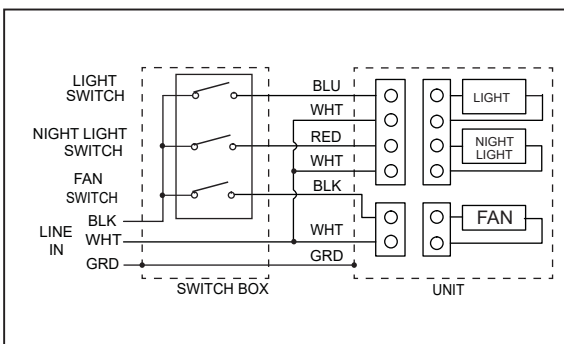 LIGHT
SWITCH
NIGHT LIGHT
SWITCH
FAN
SWITCH
LINE
IN
BLK
WHT
GRD
SWITCH BOX
BLU
WHT
RED
WHT
BLK
WHT
GRD
LIGHT
NIGHT
LIGHT
FAN
UNIT